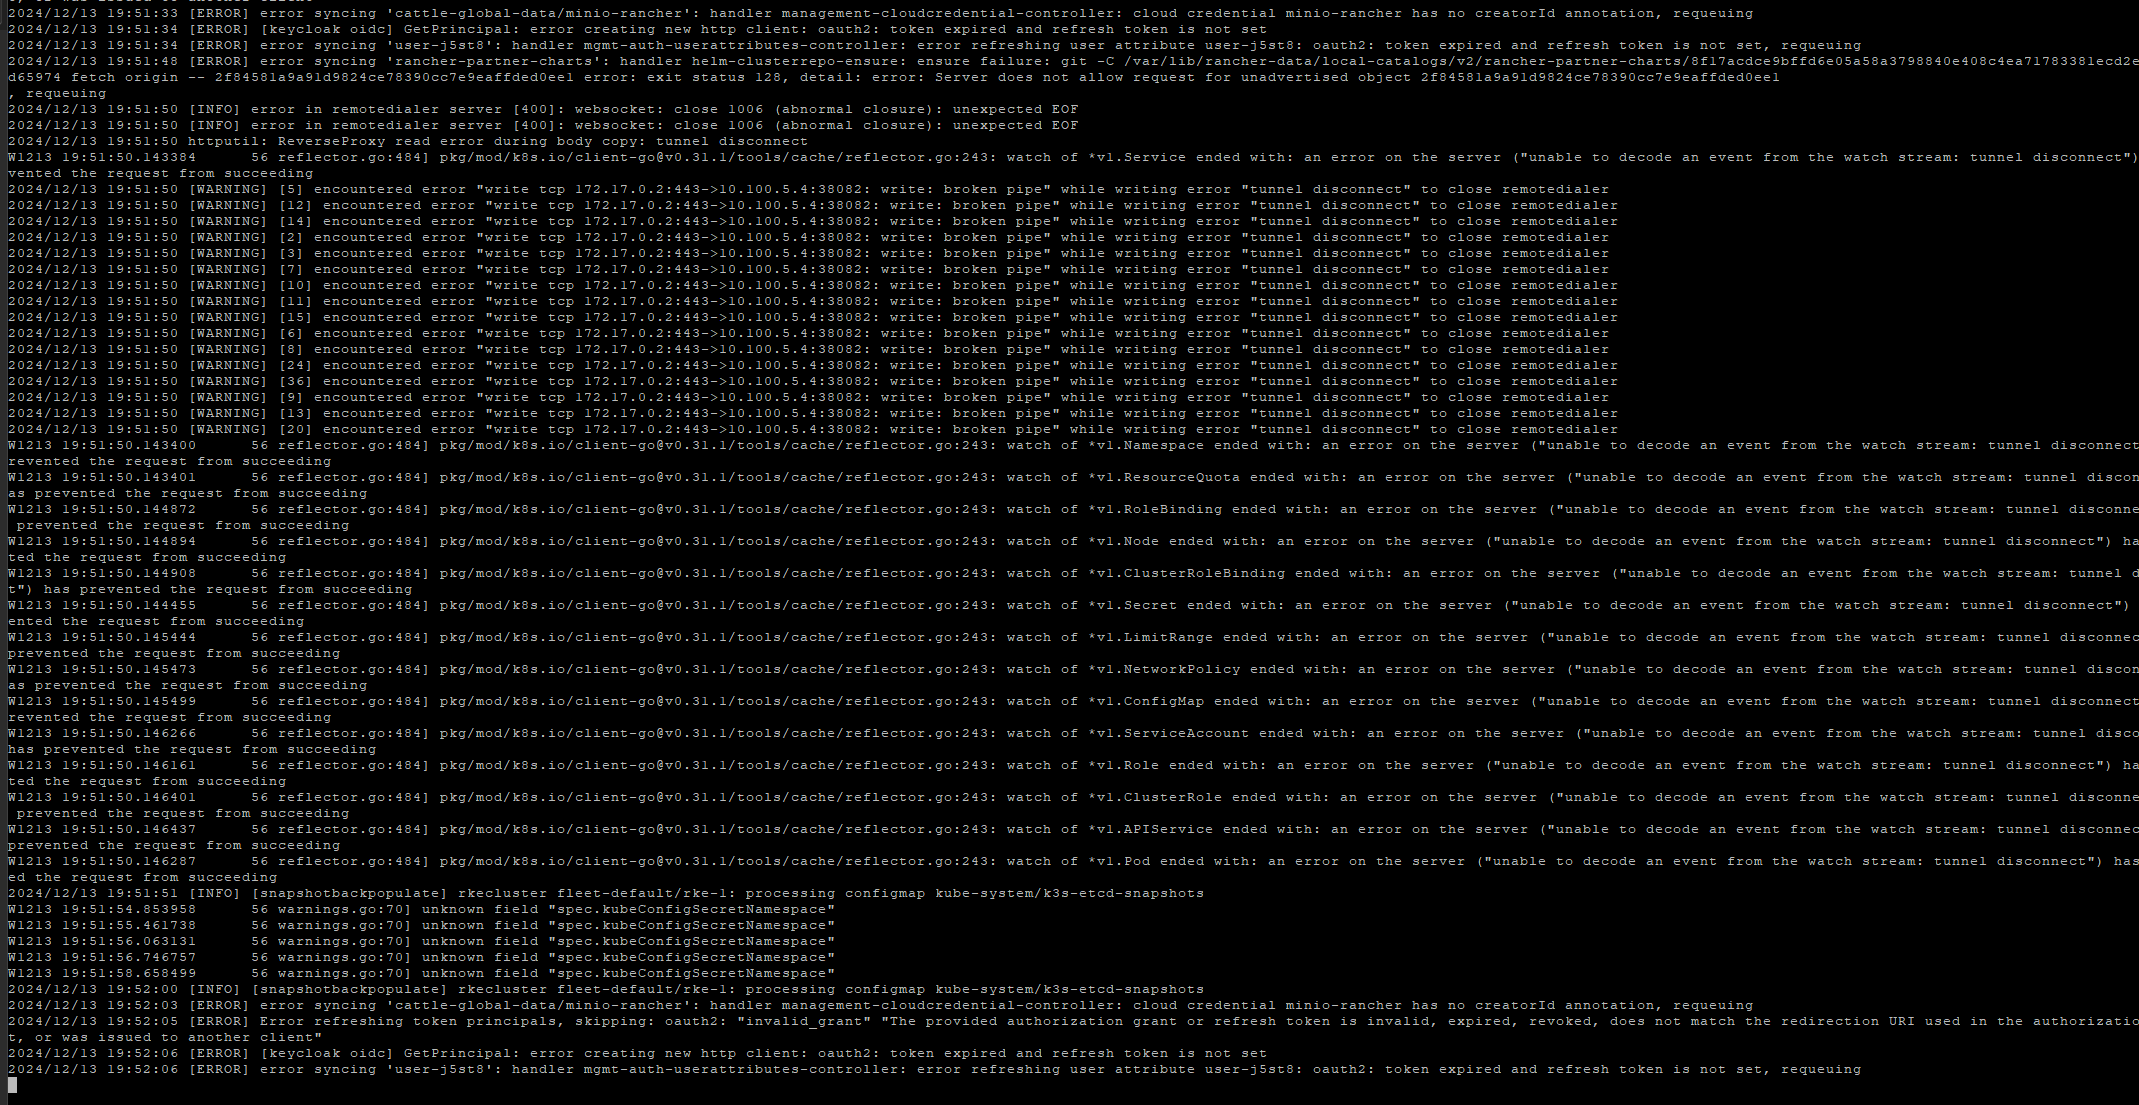 2024/12/13 19:51:33 [ERROR] error syncing 'cattle-global-data/minio-rancher': handler management-cloudcredential-controller: cloud credential minio-rancher has no creatorId annotation, requeuing
2024/12/13 19:51:34 [ERROR] [keycloak oidc] GetPrincipal: error creating new http client: oauth2: token expired and refresh token is not set
2024/12/13 19:51:34 [ERROR] error syncing 'user-j5st8': handler mgmt-auth-userattributes-controller: error refreshing user attribute user-j5st8: oauth2: token expired and refresh token is not set, requeuing
2024/12/13 19:51:48 [ERROR] error syncing 'rancher-partner-charts': handler helm-clusterrepo-ensure: ensure failure: git -C /var/lib/rancher-data/local-catalogs/v2/rancher-partner-charts/8f17acdce9bffd6e05a58a3798840e408c4ea71783381ecd2e
d65974 fetch origin -- 2f84581a9a91d9824ce78390cc7e9eaffded0ee1 error: exit status 128, detail: error: Server does not allow request for unadvertised object 2f84581a9a91d9824ce78390cc7e9eaffded0ee1
, requeuing
2024/12/13 19:51:50 [INFO] error in remotedialer server [400]: websocket: close 1006 (abnormal closure): unexpected EOF
2024/12/13 19:51:50 [INFO] error in remotedialer server [400]: websocket: close 1006 (abnormal closure): unexpected EOF
2024/12/13 19:51:50 httputil: ReverseProxy read error during body copy: tunnel disconnect
W1213 19:51:50.143384      56 reflector.go:484] pkg/mod/k8s.io/client-go@v0.31.1/tools/cache/reflector.go:243: watch of *v1.Service ended with: an error on the server ("unable to decode an event from the watch stream: tunnel disconnect")
vented the request from succeeding
2024/12/13 19:51:50 [WARNING] [5] encountered error "write tcp 172.17.0.2:443->10.100.5.4:38082: write: broken pipe" while writing error "tunnel disconnect" to close remotedialer
2024/12/13 19:51:50 [WARNING] [12] encountered error "write tcp 172.17.0.2:443->10.100.5.4:38082: write: broken pipe" while writing error "tunnel disconnect" to close remotedialer
2024/12/13 19:51:50 [WARNING] [14] encountered error "write tcp 172.17.0.2:443->10.100.5.4:38082: write: broken pipe" while writing error "tunnel disconnect" to close remotedialer
2024/12/13 19:51:50 [WARNING] [2] encountered error "write tcp 172.17.0.2:443->10.100.5.4:38082: write: broken pipe" while writing error "tunnel disconnect" to close remotedialer
2024/12/13 19:51:50 [WARNING] [3] encountered error "write tcp 172.17.0.2:443->10.100.5.4:38082: write: broken pipe" while writing error "tunnel disconnect" to close remotedialer
2024/12/13 19:51:50 [WARNING] [7] encountered error "write tcp 172.17.0.2:443->10.100.5.4:38082: write: broken pipe" while writing error "tunnel disconnect" to close remotedialer
2024/12/13 19:51:50 [WARNING] [10] encountered error "write tcp 172.17.0.2:443->10.100.5.4:38082: write: broken pipe" while writing error "tunnel disconnect" to close remotedialer
2024/12/13 19:51:50 [WARNING] [11] encountered error "write tcp 172.17.0.2:443->10.100.5.4:38082: write: broken pipe" while writing error "tunnel disconnect" to close remotedialer
2024/12/13 19:51:50 [WARNING] [15] encountered error "write tcp 172.17.0.2:443->10.100.5.4:38082: write: broken pipe" while writing error "tunnel disconnect" to close remotedialer
2024/12/13 19:51:50 [WARNING] [6] encountered error "write tcp 172.17.0.2:443->10.100.5.4:38082: write: broken pipe" while writing error "tunnel disconnect" to close remotedialer
2024/12/13 19:51:50 [WARNING] [8] encountered error "write tcp 172.17.0.2:443->10.100.5.4:38082: write: broken pipe" while writing error "tunnel disconnect" to close remotedialer
2024/12/13 19:51:50 [WARNING] [24] encountered error "write tcp 172.17.0.2:443->10.100.5.4:38082: write: broken pipe" while writing error "tunnel disconnect" to close remotedialer
2024/12/13 19:51:50 [WARNING] [36] encountered error "write tcp 172.17.0.2:443->10.100.5.4:38082: write: broken pipe" while writing error "tunnel disconnect" to close remotedialer
2024/12/13 19:51:50 [WARNING] [9] encountered error "write tcp 172.17.0.2:443->10.100.5.4:38082: write: broken pipe" while writing error "tunnel disconnect" to close remotedialer
2024/12/13 19:51:50 [WARNING] [13] encountered error "write tcp 172.17.0.2:443->10.100.5.4:38082: write: broken pipe" while writing error "tunnel disconnect" to close remotedialer
2024/12/13 19:51:50 [WARNING] [20] encountered error "write tcp 172.17.0.2:443->10.100.5.4:38082: write: broken pipe" while writing error "tunnel disconnect" to close remotedialer
W1213 19:51:50.143400      56 reflector.go:484] pkg/mod/k8s.io/client-go@v0.31.1/tools/cache/reflector.go:243: watch of *v1.Namespace ended with: an error on the server ("unable to decode an event from the watch stream: tunnel disconnect
revented the request from succeeding
W1213 19:51:50.143401      56 reflector.go:484] pkg/mod/k8s.io/client-go@v0.31.1/tools/cache/reflector.go:243: watch of *v1.ResourceQuota ended with: an error on the server ("unable to decode an event from the watch stream: tunnel discon
as prevented the request from succeeding
W1213 19:51:50.144872      56 reflector.go:484] pkg/mod/k8s.io/client-go@v0.31.1/tools/cache/reflector.go:243: watch of *v1.RoleBinding ended with: an error on the server ("unable to decode an event from the watch stream: tunnel disconne
 prevented the request from succeeding
W1213 19:51:50.144894      56 reflector.go:484] pkg/mod/k8s.io/client-go@v0.31.1/tools/cache/reflector.go:243: watch of *v1.Node ended with: an error on the server ("unable to decode an event from the watch stream: tunnel disconnect") ha
ted the request from succeeding
W1213 19:51:50.144908      56 reflector.go:484] pkg/mod/k8s.io/client-go@v0.31.1/tools/cache/reflector.go:243: watch of *v1.ClusterRoleBinding ended with: an error on the server ("unable to decode an event from the watch stream: tunnel d
t") has prevented the request from succeeding
W1213 19:51:50.144455      56 reflector.go:484] pkg/mod/k8s.io/client-go@v0.31.1/tools/cache/reflector.go:243: watch of *v1.Secret ended with: an error on the server ("unable to decode an event from the watch stream: tunnel disconnect")
ented the request from succeeding
W1213 19:51:50.145444      56 reflector.go:484] pkg/mod/k8s.io/client-go@v0.31.1/tools/cache/reflector.go:243: watch of *v1.LimitRange ended with: an error on the server ("unable to decode an event from the watch stream: tunnel disconnec
prevented the request from succeeding
W1213 19:51:50.145473      56 reflector.go:484] pkg/mod/k8s.io/client-go@v0.31.1/tools/cache/reflector.go:243: watch of *v1.NetworkPolicy ended with: an error on the server ("unable to decode an event from the watch stream: tunnel discon
as prevented the request from succeeding
W1213 19:51:50.145499      56 reflector.go:484] pkg/mod/k8s.io/client-go@v0.31.1/tools/cache/reflector.go:243: watch of *v1.ConfigMap ended with: an error on the server ("unable to decode an event from the watch stream: tunnel disconnect
revented the request from succeeding
W1213 19:51:50.146266      56 reflector.go:484] pkg/mod/k8s.io/client-go@v0.31.1/tools/cache/reflector.go:243: watch of *v1.ServiceAccount ended with: an error on the server ("unable to decode an event from the watch stream: tunnel disco
has prevented the request from succeeding
W1213 19:51:50.146161      56 reflector.go:484] pkg/mod/k8s.io/client-go@v0.31.1/tools/cache/reflector.go:243: watch of *v1.Role ended with: an error on the server ("unable to decode an event from the watch stream: tunnel disconnect") ha
ted the request from succeeding
W1213 19:51:50.146401      56 reflector.go:484] pkg/mod/k8s.io/client-go@v0.31.1/tools/cache/reflector.go:243: watch of *v1.ClusterRole ended with: an error on the server ("unable to decode an event from the watch stream: tunnel disconne
 prevented the request from succeeding
W1213 19:51:50.146437      56 reflector.go:484] pkg/mod/k8s.io/client-go@v0.31.1/tools/cache/reflector.go:243: watch of *v1.APIService ended with: an error on the server ("unable to decode an event from the watch stream: tunnel disconnec
prevented the request from succeeding
W1213 19:51:50.146287      56 reflector.go:484] pkg/mod/k8s.io/client-go@v0.31.1/tools/cache/reflector.go:243: watch of *v1.Pod ended with: an error on the server ("unable to decode an event from the watch stream: tunnel disconnect") has
ed the request from succeeding
2024/12/13 19:51:51 [INFO] [snapshotbackpopulate] rkecluster fleet-default/rke-1: processing configmap kube-system/k3s-etcd-snapshots
W1213 19:51:54.853958      56 warnings.go:70] unknown field "spec.kubeConfigSecretNamespace"
W1213 19:51:55.461738      56 warnings.go:70] unknown field "spec.kubeConfigSecretNamespace"
W1213 19:51:56.063131      56 warnings.go:70] unknown field "spec.kubeConfigSecretNamespace"
W1213 19:51:56.746757      56 warnings.go:70] unknown field "spec.kubeConfigSecretNamespace"
W1213 19:51:58.658499      56 warnings.go:70] unknown field "spec.kubeConfigSecretNamespace"
2024/12/13 19:52:00 [INFO] [snapshotbackpopulate] rkecluster fleet-default/rke-1: processing configmap kube-system/k3s-etcd-snapshots
2024/12/13 19:52:03 [ERROR] error syncing 'cattle-global-data/minio-rancher': handler management-cloudcredential-controller: cloud credential minio-rancher has no creatorId annotation, requeuing
2024/12/13 19:52:05 [ERROR] Error refreshing token principals, skipping: oauth2: "invalid_grant" "The provided authorization grant or refresh token is invalid, expired, revoked, does not match the redirection URI used in the authorizatio
t, or was issued to another client"
2024/12/13 19:52:06 [ERROR] [keycloak oidc] GetPrincipal: error creating new http client: oauth2: token expired and refresh token is not set
2024/12/13 19:52:06 [ERROR] error syncing 'user-j5st8': handler mgmt-auth-userattributes-controller: error refreshing user attribute user-j5st8: oauth2: token expired and refresh token is not set, requeuing